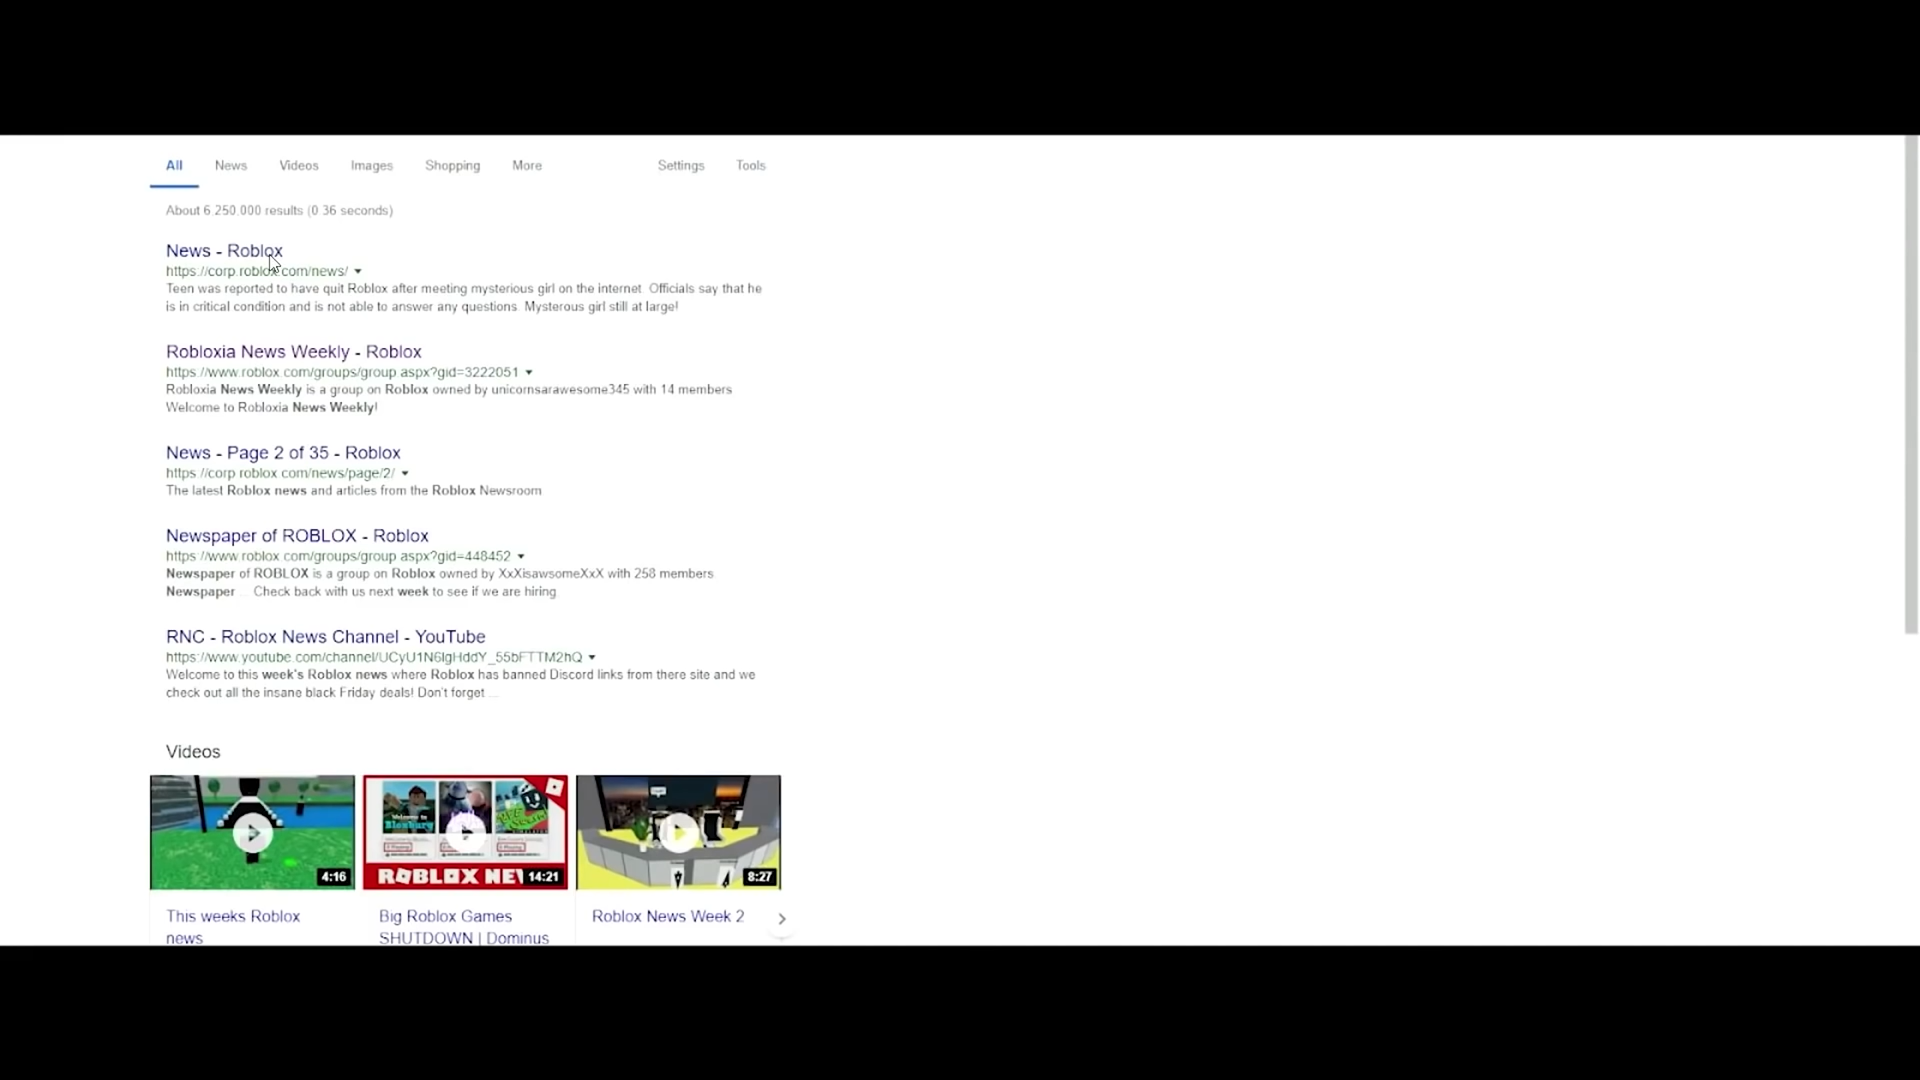 All News Videos Images Shopping More Settings Tools
About 6,250,000 results (0.36 seconds)
News - Roblox
https://corp.roblox.com/news/
Teen was reported to have quit Roblox after meeting mysterious girl on the internet. Officials say that he
is in critical condition and is not able to answer any questions. Mysterous girl still at large!
Robloxia News Weekly - Roblox
https://www.roblox.com/groups/group.aspx?gid=3222051
Robloxia News Weekly is a group on Roblox owned by unicornsarawesome345 with 14 members
Welcome to Robloxia News Weekly!
News - Page 2 of 35 - Roblox
https://corp.roblox.com/news/page/2/
The latest Roblox news and articles from the Roblox Newsroom
Newspaper of ROBLOX - Roblox
https://www.roblox.com/groups/group.aspx?gid=448452
Newspaper of ROBLOX is a group on Roblox owned by XxXisawsomeXxX with 258 members
Newspaper ... Check back with us next week to see if we are hiring
RNC - Roblox News Channel - YouTube
https://www.youtube.com/channel/UCyU1N6lgHddY_55bFTTM2hQ
Welcome to this week's Roblox news where Roblox has banned Discord links from there site and we
check out all the insane black Friday deals! Don't forget ...
Videos
Welcome to
Bloxburg
ROBLOX NEW
4:16
14:21
8:27
This weeks Roblox
news
Big Roblox Games
SHUTDOWN | Dominus
Roblox News Week 2